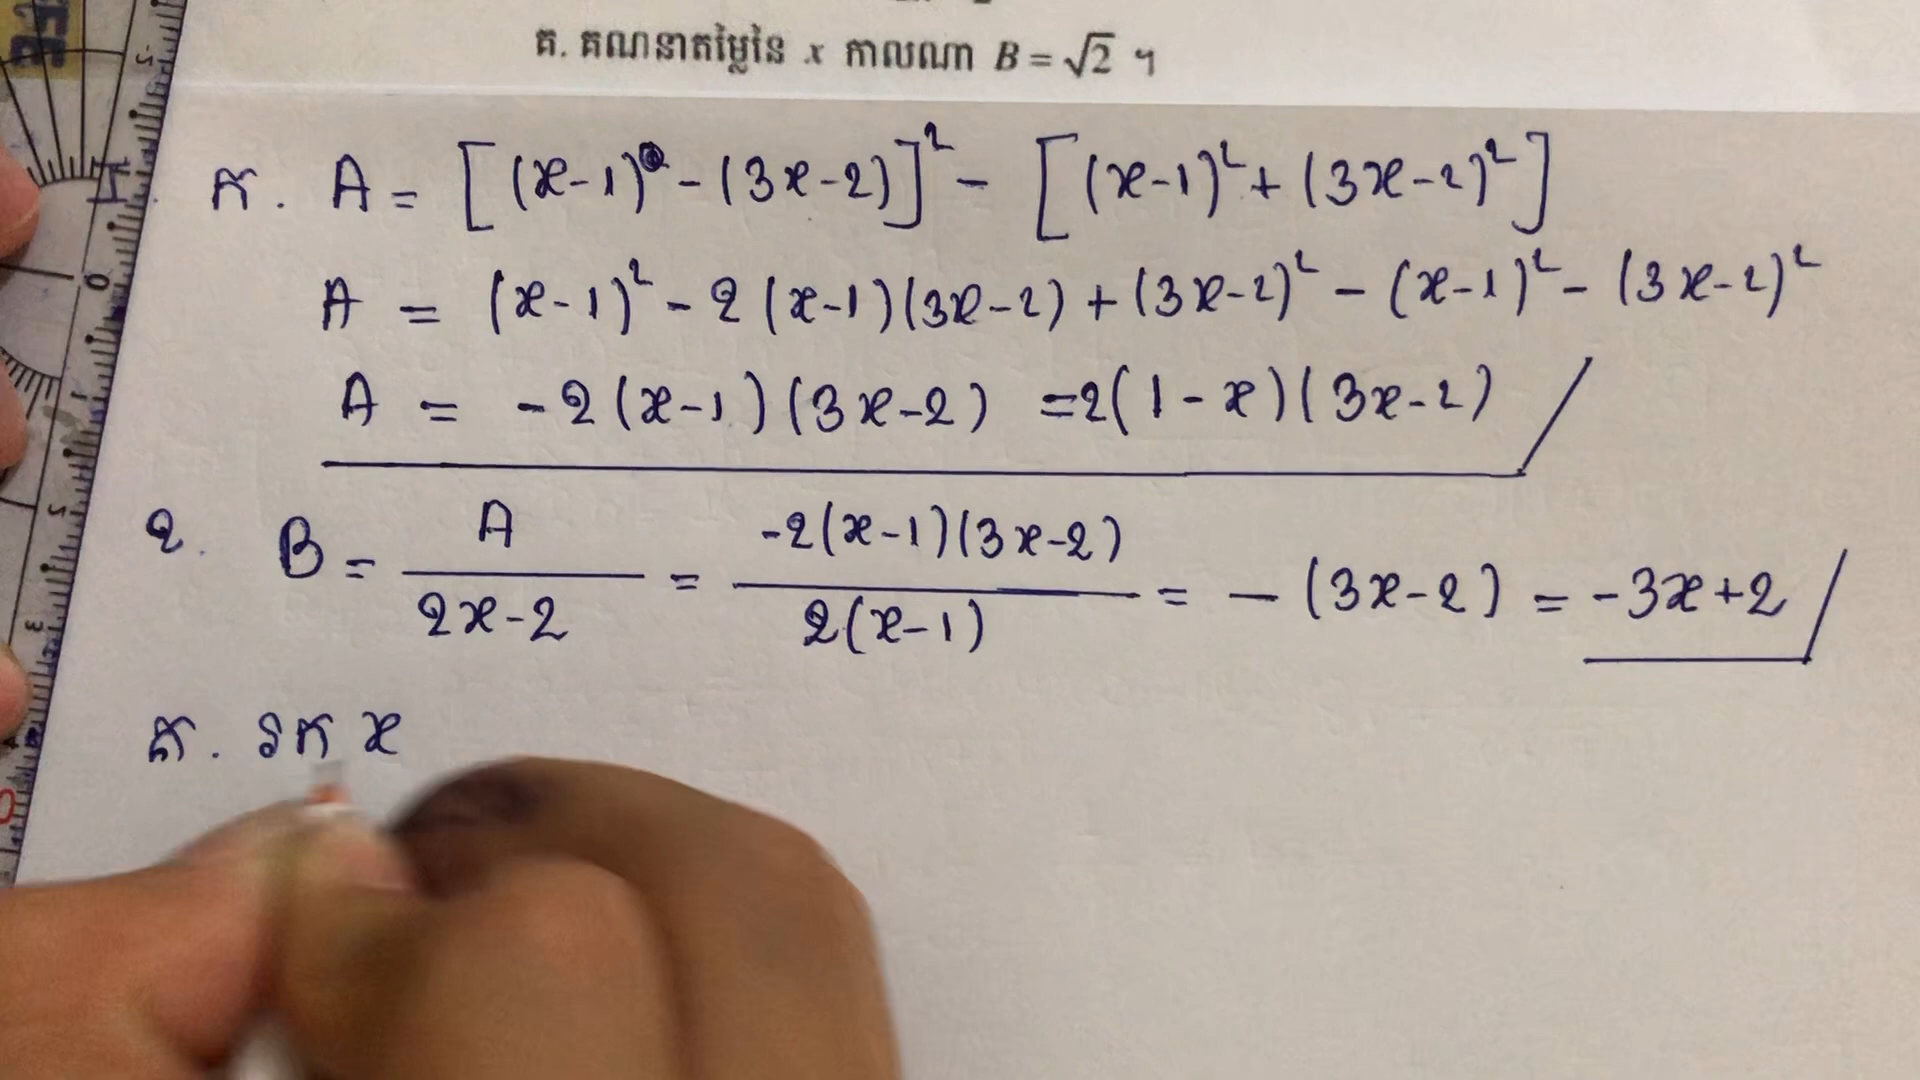 គ. គណនាតម្លៃនៃ x កាលណា B = √2 ។
I. ក. A = [(x-1) - (3x-2)]² - [(x-1)² + (3x-2)²]
A = (x-1)² - 2(x-1)(3x-2) + (3x-2)² - (x-1)² - (3x-2)²
A = -2(x-1)(3x-2) = 2(1-x)(3x-2)
ខ. B = A/(2x-2) = -2(x-1)(3x-2)/2(x-1) = -(3x-2) = -3x+2
គ. រក x